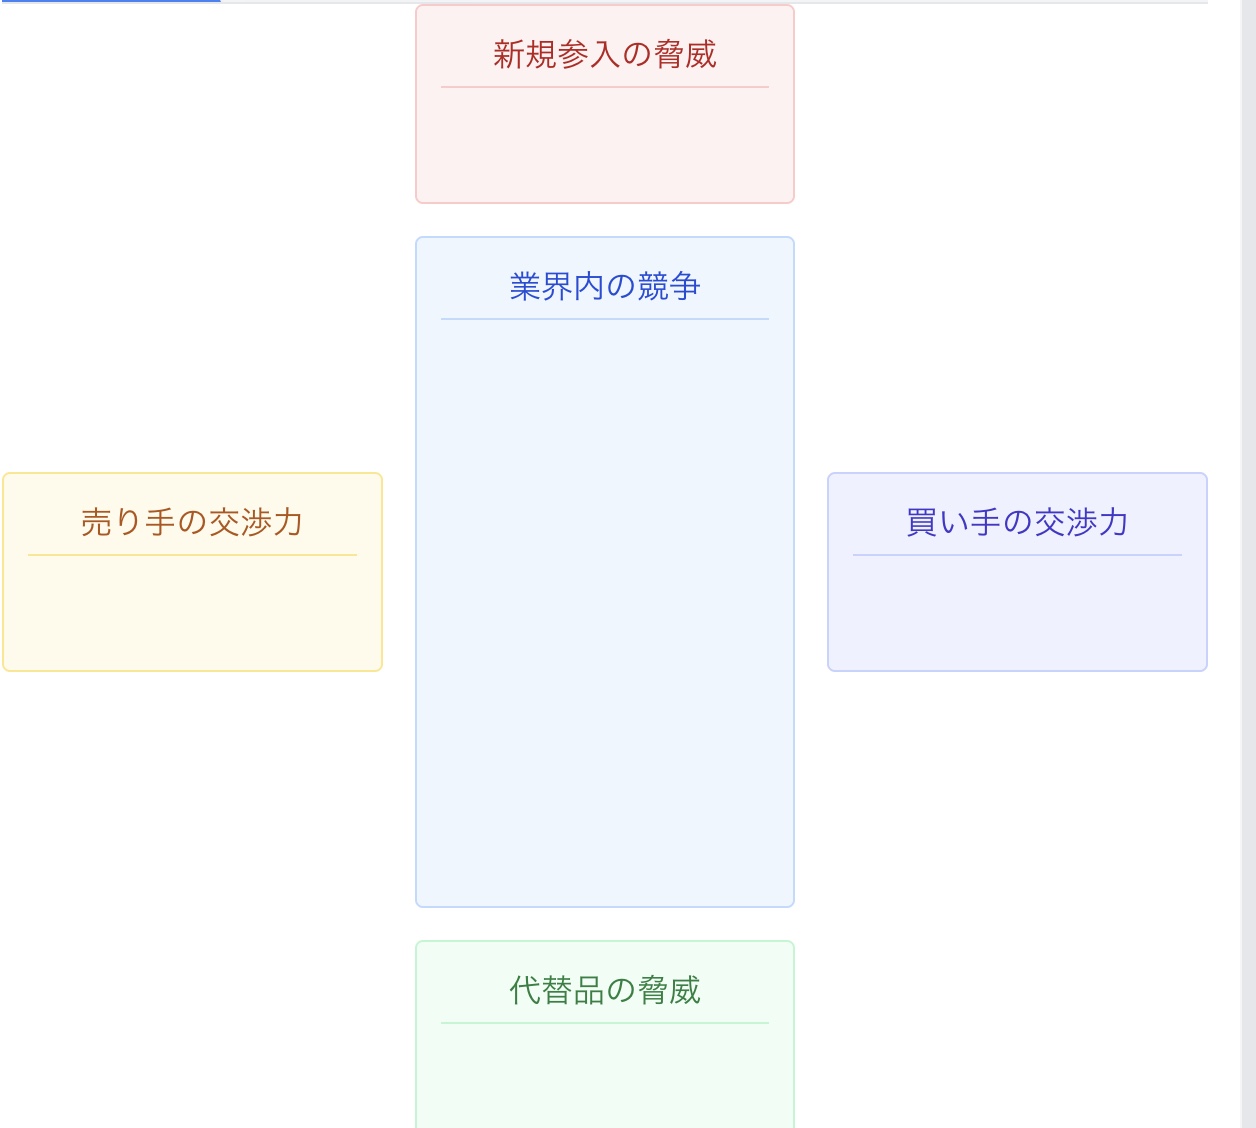 新規参入の脅威
業界内の競争
売り手の交渉力
買い手の交渉力
代替品の脅威